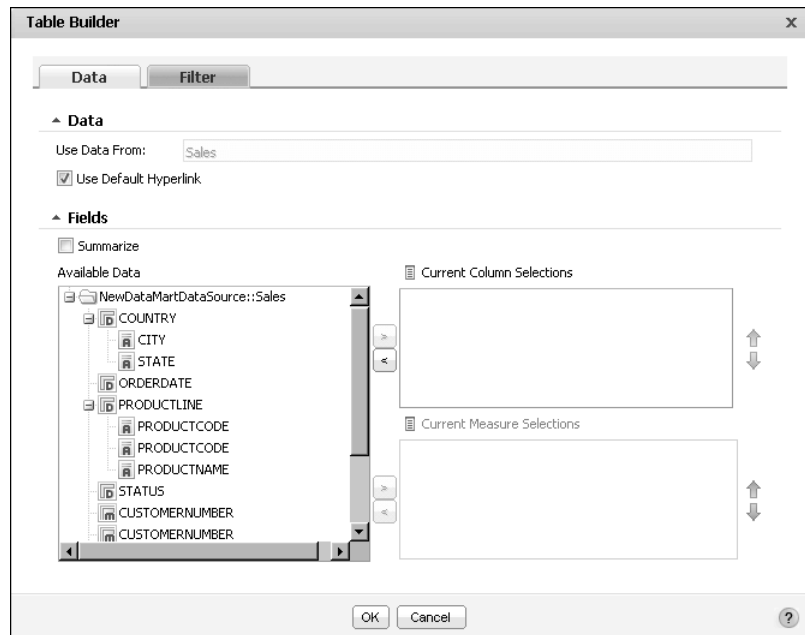 Table Builder x
Data Filter
Data
Use Data From: Sales
Use Default Hyperlink
Fields
Summarize
Available Data
NewDataMartDataSource::Sales
COUNTRY
CITY
STATE
ORDERDATE
PRODUCTLINE
PRODUCTCODE
PRODUCTCODE
PRODUCTNAME
STATUS
CUSTOMERNUMBER
CUSTOMERNUMBER
>
<
>
<
Current Column Selections
Current Measure Selections
OK Cancel ?